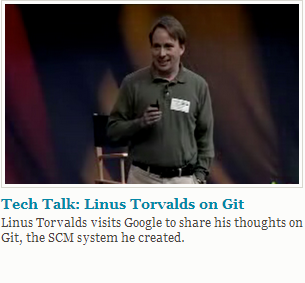 Tech Talk: Linus Torvalds on Git
Linus Torvalds visits Google to share his thoughts on
Git, the SCM system he created.